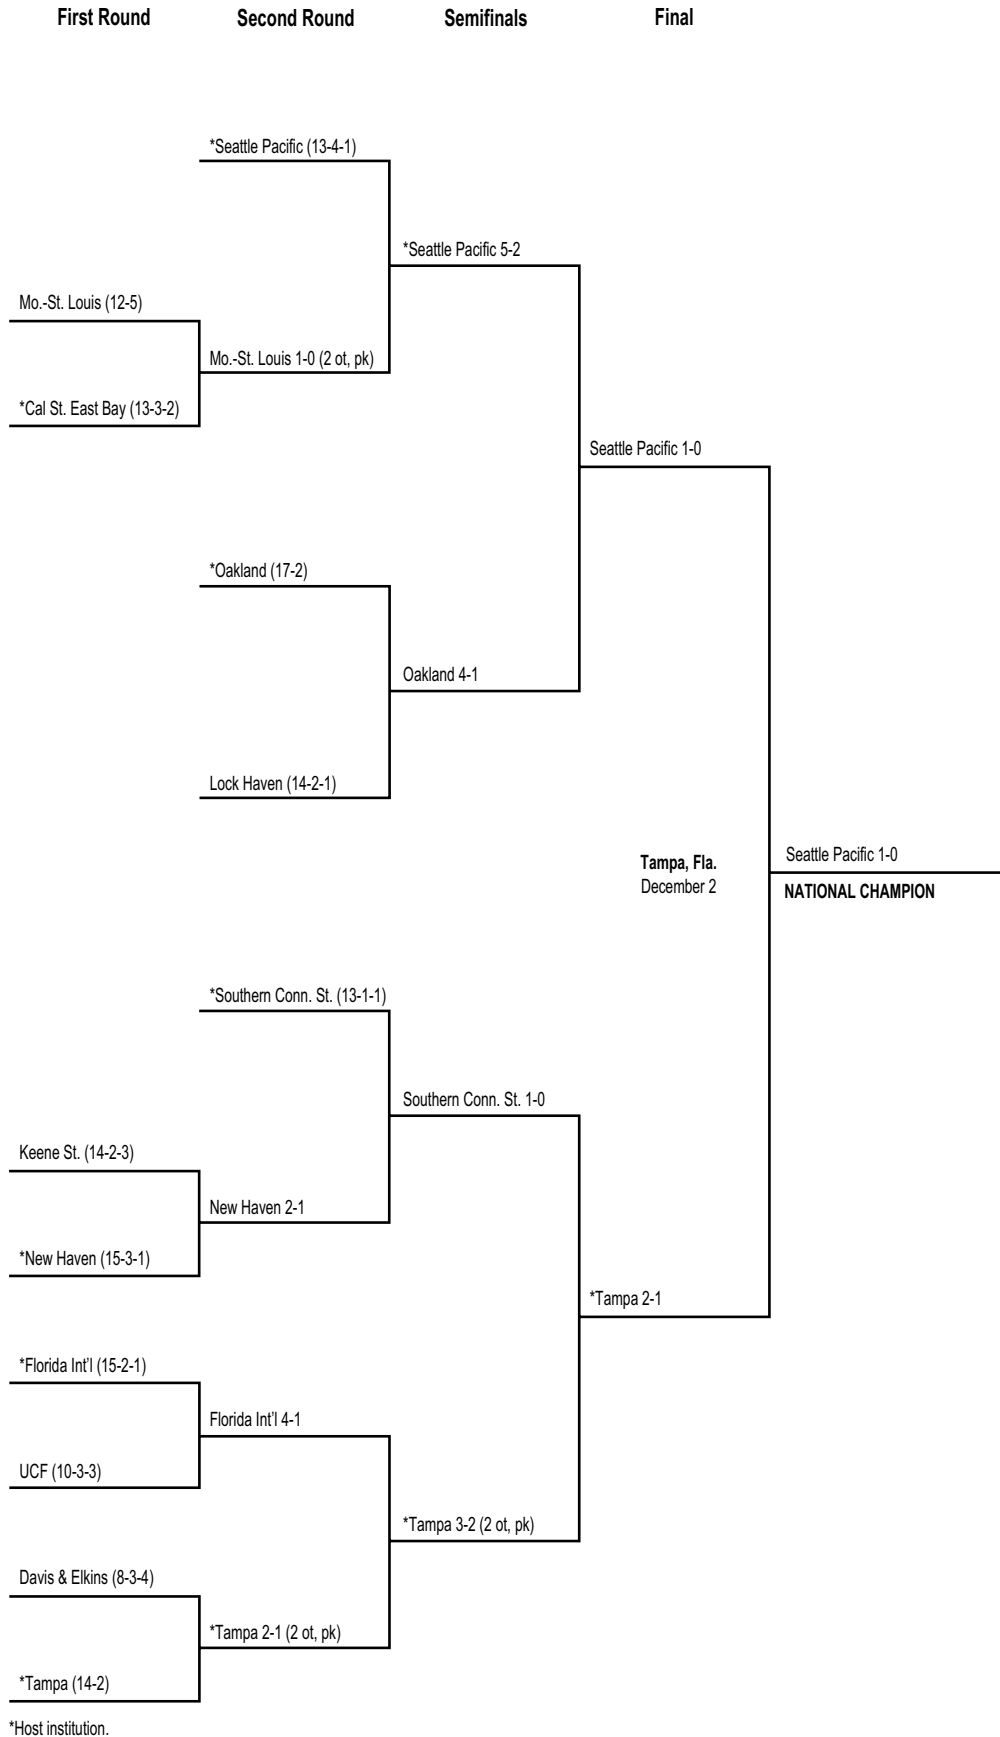 First Round
Second Round
Semifinals
Final
*Seattle Pacific (13-4-1)
*Seattle Pacific 5-2
Mo.-St. Louis (12-5)
Mo.-St. Louis 1-0 (2 ot, pk)
*Cal St. East Bay (13-3-2)
Seattle Pacific 1-0
*Oakland (17-2)
Oakland 4-1
Lock Haven (14-2-1)
Tampa, Fla.
December 2
Seattle Pacific 1-0
NATIONAL CHAMPION
*Southern Conn. St. (13-1-1)
Southern Conn. St. 1-0
Keene St. (14-2-3)
New Haven 2-1
*New Haven (15-3-1)
*Tampa 2-1
*Florida Int’l (15-2-1)
Florida Int’l 4-1
UCF (10-3-3)
*Tampa 3-2 (2 ot, pk)
Davis & Elkins (8-3-4)
*Tampa 2-1 (2 ot, pk)
*Tampa (14-2)
*Host institution.